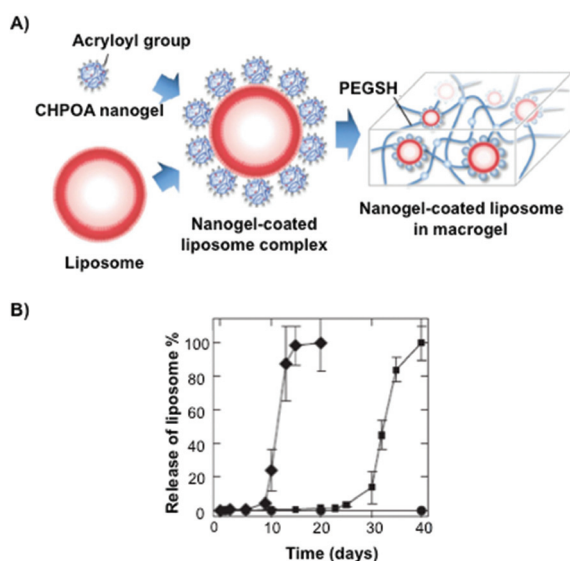 A)
Acryloyl group
CHPOA nanogel
Liposome
Nanogel-coated
liposome complex
PEGSH
Nanogel-coated liposome
in macrogel
B)
Release of liposome %
100
80
60
40
20
0
0
10
20
30
40
Time (days)